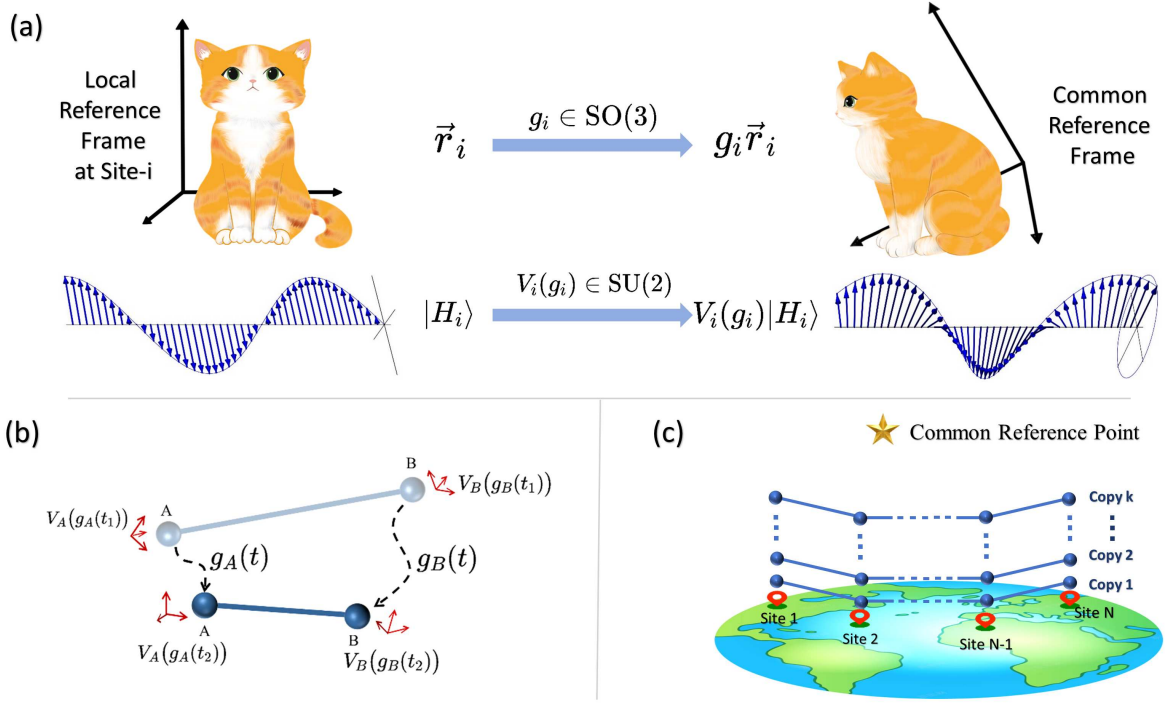 (a)
Local
Reference
Frame
at Site-i
$\vec{r}_i$
$g_i \in \mathrm{SO}(3)$
$g_i \vec{r}_i$
Common
Reference
Frame
$|H_i\rangle$
$V_i(g_i) \in \mathrm{SU}(2)$
$V_i(g_i)|H_i\rangle$
(b)
B
$V_B(g_B(t_1))$
A
$V_A(g_A(t_1))$
$g_A(t)$
$g_B(t)$
A
$V_A(g_A(t_2))$
B
$V_B(g_B(t_2))$
(c)
Common Reference Point
Copy k
Copy 2
Copy 1
Site 1
Site 2
Site N-1
Site N